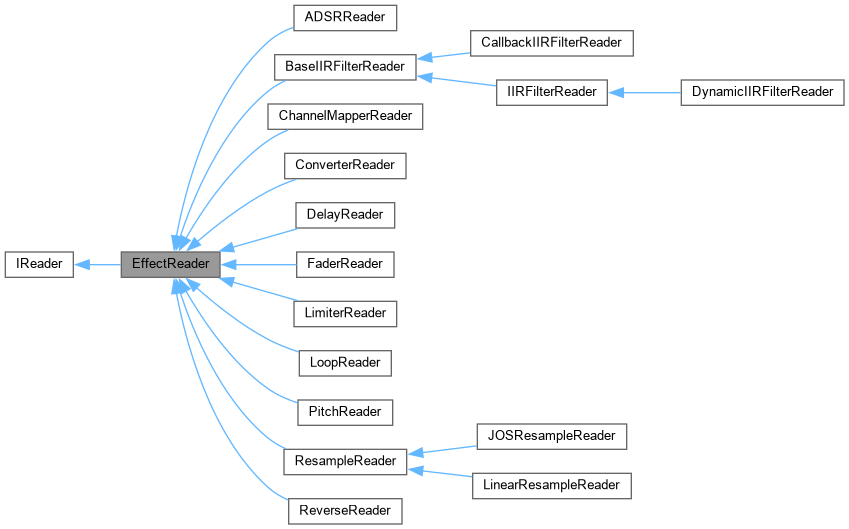 ADSRReader
CallbackIIRFilterReader
BaseIIRFilterReader
IIRFilterReader
DynamicIIRFilterReader
ChannelMapperReader
ConverterReader
DelayReader
IReader
EffectReader
FaderReader
LimiterReader
LoopReader
PitchReader
JOSResampleReader
ResampleReader
LinearResampleReader
ReverseReader